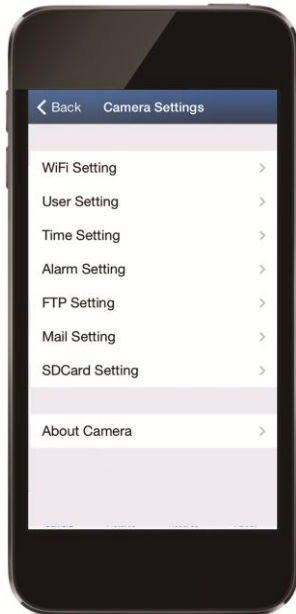 Back Camera Settings
WiFi Setting
User Setting
Time Setting
Alarm Setting
FTP Setting
Mail Setting
SDCard Setting
About Camera